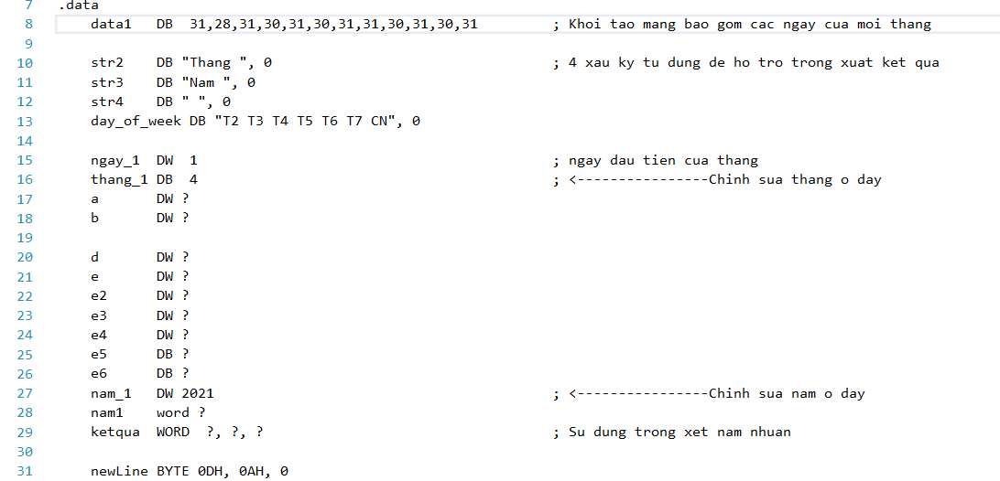 7 .data
8 data1 DB 31,28,31,30,31,30,31,31,30,31,30,31 ; Khoi tao mang bao gom cac ngay cua moi thang
9
10 str2 DB "Thang ", 0 ; 4 xau ky tu dung de ho tro trong xuat ket qua
11 str3 DB "Nam ", 0
12 str4 DB " ", 0
13 day_of_week DB "T2 T3 T4 T5 T6 T7 CN", 0
14
15 ngay_1 DW 1 ; ngay dau tien cua thang
16 thang_1 DB 4 ; <----------------Chinh sua thang o day
17 a DW ?
18 b DW ?
19
20 d DW ?
21 e DW ?
22 e2 DW ?
23 e3 DW ?
24 e4 DW ?
25 e5 DB ?
26 e6 DB ?
27 nam_1 DW 2021 ; <----------------Chinh sua nam o day
28 nam1 word ?
29 ketqua WORD ?, ?, ? ; Su dung trong xet nam nhuan
30
31 newLine BYTE 0DH, 0AH, 0